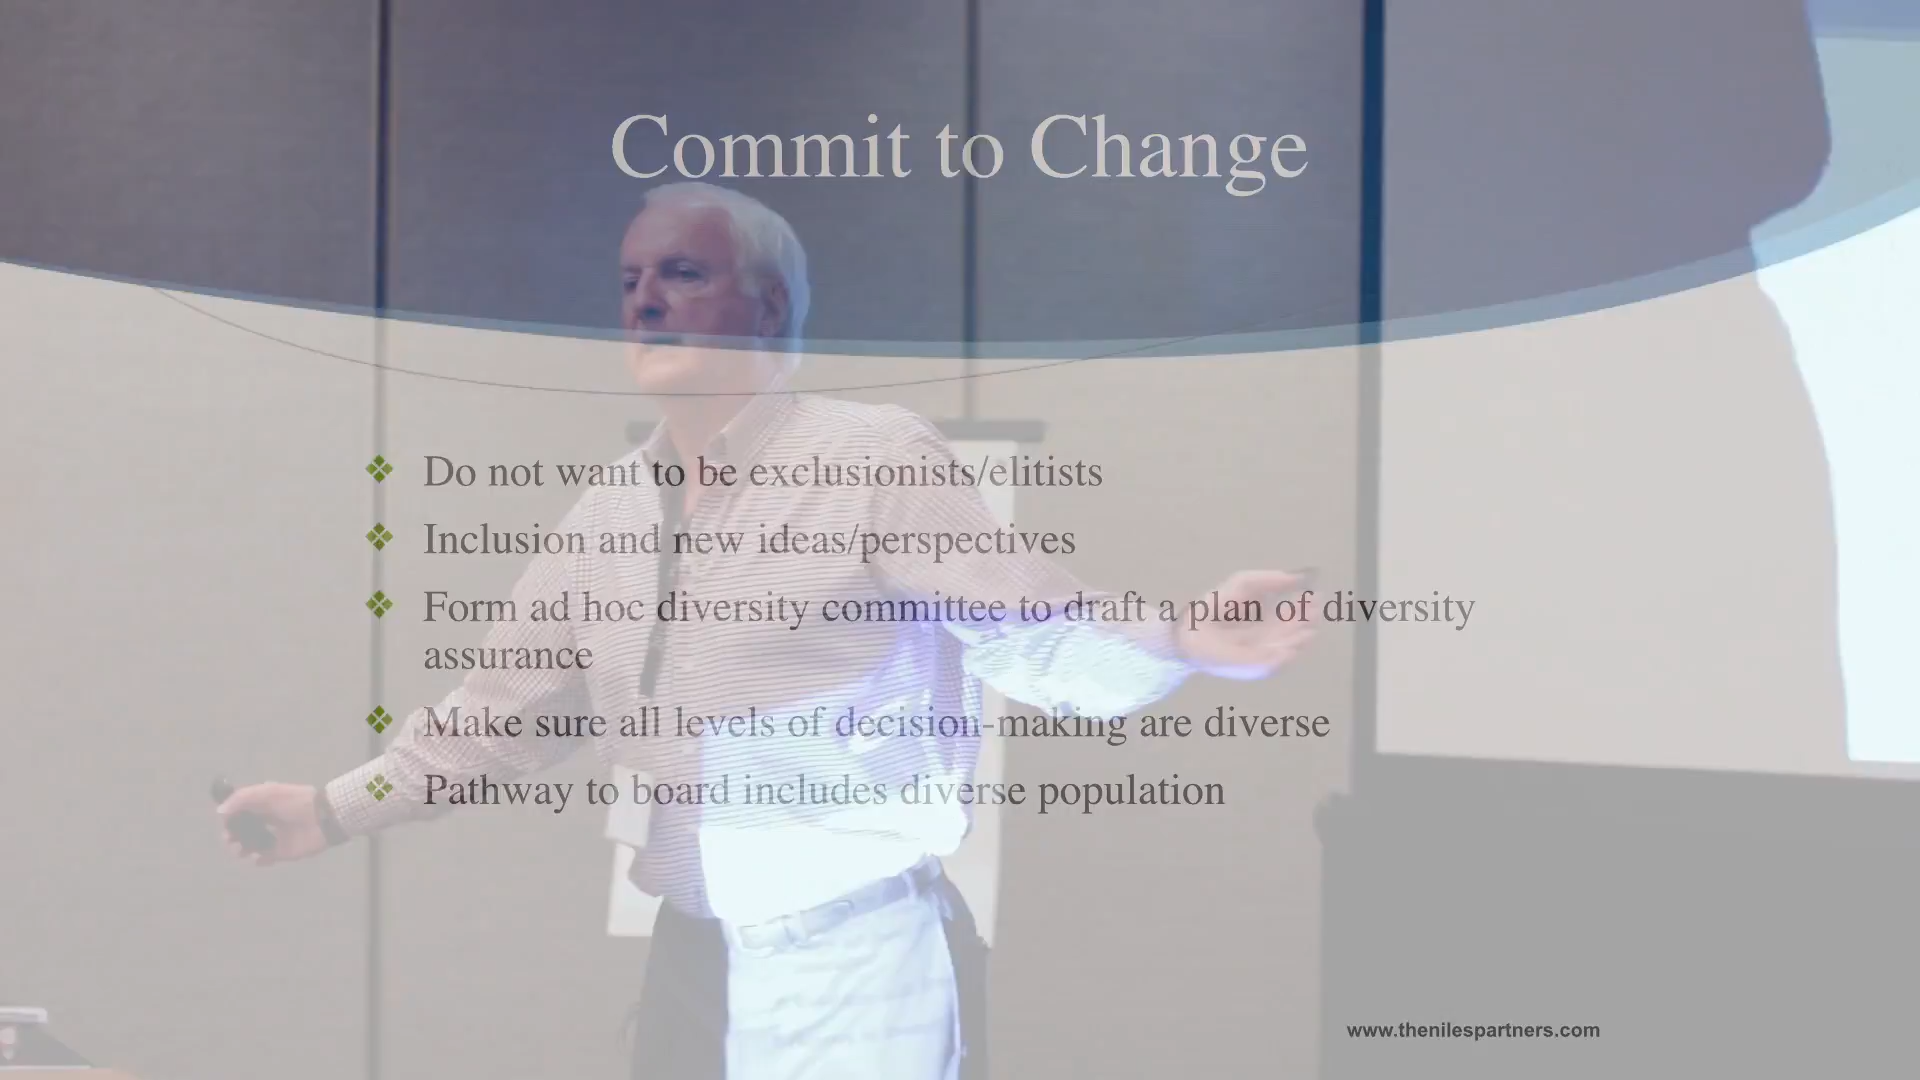 Commit to Change
Do not want to be exclusionists/elitists
Inclusion and new ideas/perspectives
Form ad hoc diversity committee to draft a plan of diversity
assurance
Make sure all levels of decision-making are diverse
Pathway to board includes diverse population
www.thenilespartners.com